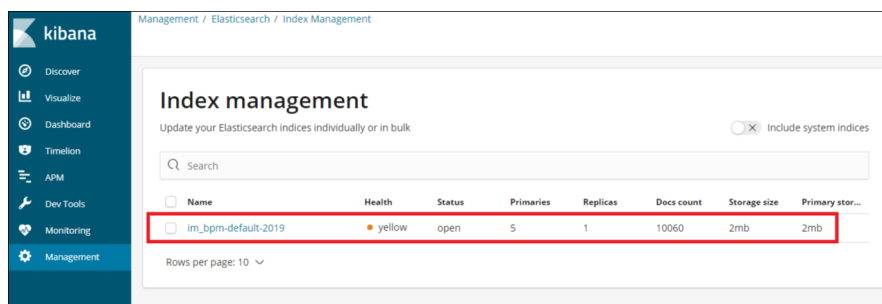 kibana
Discover
Visualize
Dashboard
Timelion
APM
Dev Tools
Monitoring
Management
Management / Elasticsearch / Index Management
Index management
Update your Elasticsearch indices individually or in bulk
Include system indices
Search
Name Health Status Primaries Replicas Docs count Storage size Primary stor...
im_bpm-default-2019 yellow open 5 1 10060 2mb 2mb
Rows per page: 10